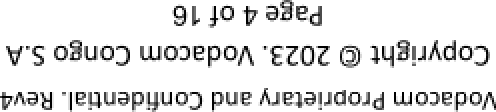 Vodacom Proprietary and Confidential. Rev4
Copyright © 2023. Vodacom Congo S.A
Page 4 of 16